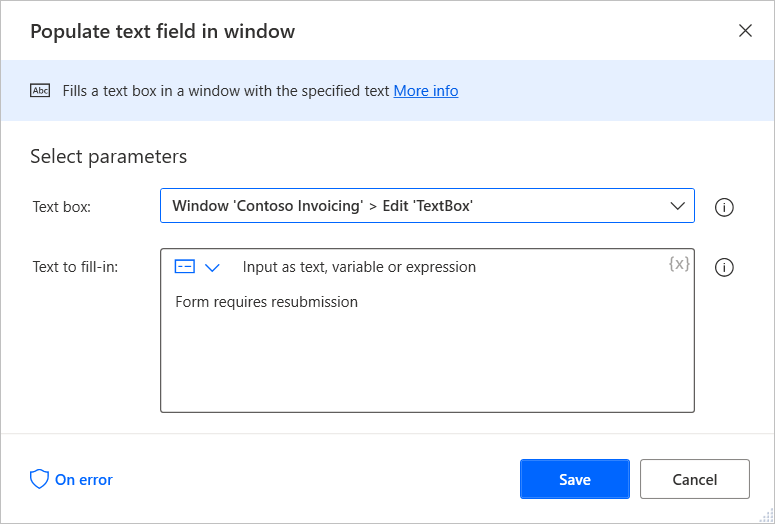 Populate text field in window
Abc Fills a text box in a window with the specified text More info
Select parameters
Text box: Window 'Contoso Invoicing' > Edit 'TextBox'
Text to fill-in: Input as text, variable or expression {x}
Form requires resubmission
On error Save Cancel